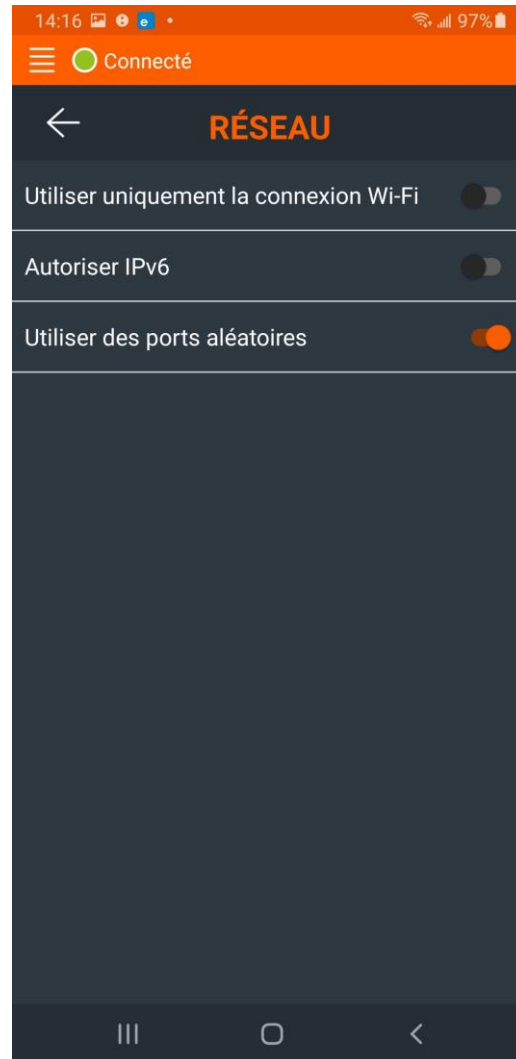 14:16 e 97%
Connecté
RÉSEAU
Utiliser uniquement la connexion Wi-Fi
Autoriser IPv6
Utiliser des ports aléatoires